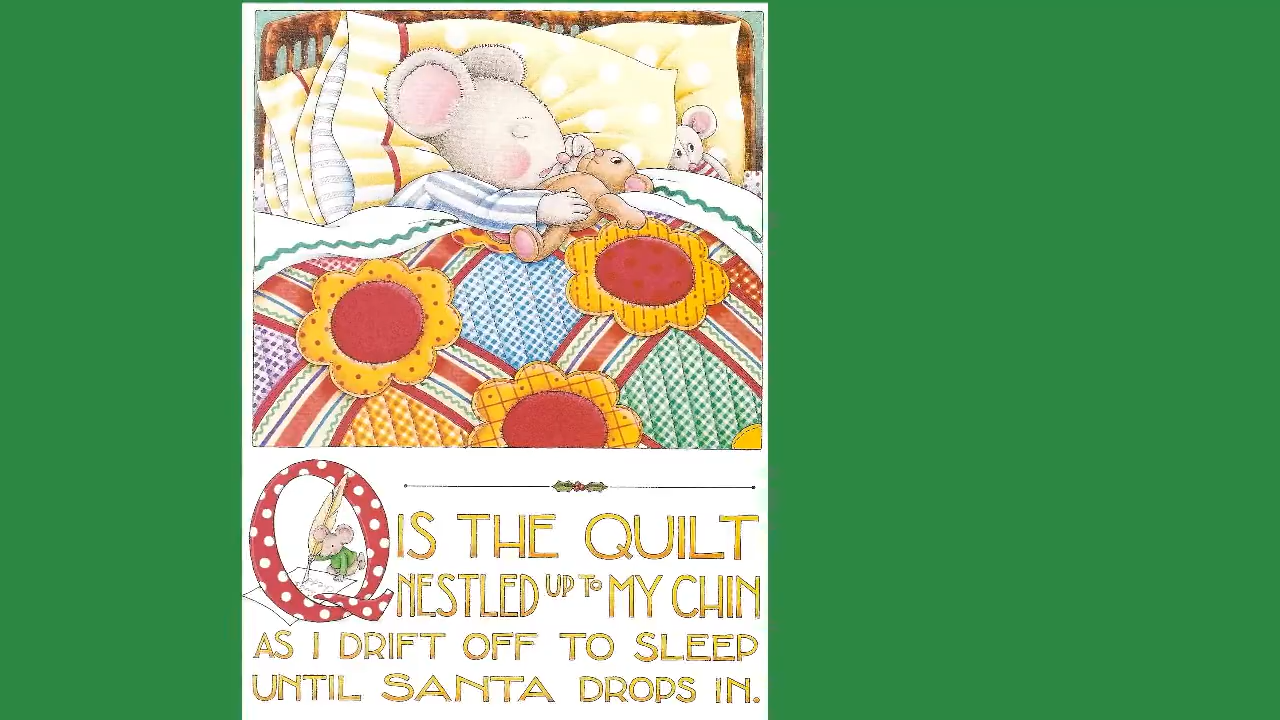 Q IS THE QUILT
NESTLED UP TO MY CHIN
AS I DRIFT OFF TO SLEEP
UNTIL SANTA DROPS IN.